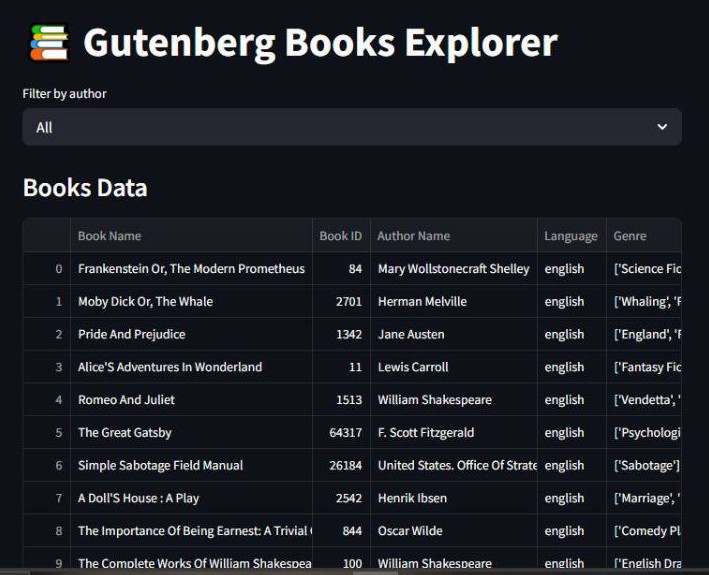 Gutenberg Books Explorer
Filter by author
All
Books Data
Book Name Book ID Author Name Language Genre
0 Frankenstein Or, The Modern Prometheus 84 Mary Wollstonecraft Shelley english ['Science Fic
1 Moby Dick Or, The Whale 2701 Herman Melville english ['Whaling', '
2 Pride And Prejudice 1342 Jane Austen english ['England', '
3 Alice'S Adventures In Wonderland 11 Lewis Carroll english ['Fantasy Fic
4 Romeo And Juliet 1513 William Shakespeare english ['Vendetta', '
5 The Great Gatsby 64317 F. Scott Fitzgerald english ['Psychologi
6 Simple Sabotage Field Manual 26184 United States. Office Of Strate english ['Sabotage']
7 A Doll'S House : A Play 2542 Henrik Ibsen english ['Marriage', '
8 The Importance Of Being Earnest: A Trivial 844 Oscar Wilde english ['Comedy Pl
9 The Complete Works Of William Shakespea 100 William Shakespeare english ['English Dra